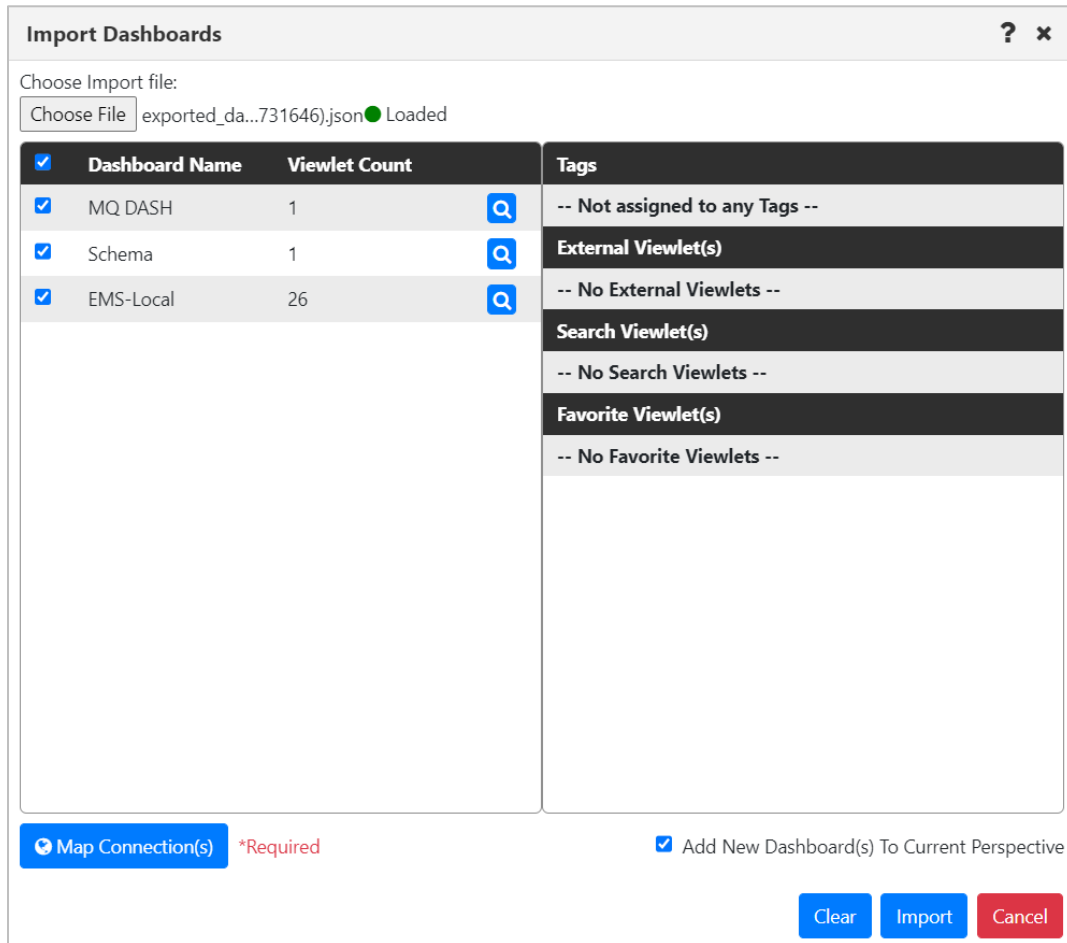 Import Dashboards ? ×
Choose Import file:
Choose File exported_da...731646).json Loaded
Dashboard Name Viewlet Count
MQ DASH 1
Schema 1
EMS-Local 26
Tags
-- Not assigned to any Tags --
External Viewlet(s)
-- No External Viewlets --
Search Viewlet(s)
-- No Search Viewlets --
Favorite Viewlet(s)
-- No Favorite Viewlets --
Map Connection(s) *Required
Add New Dashboard(s) To Current Perspective
Clear Import Cancel